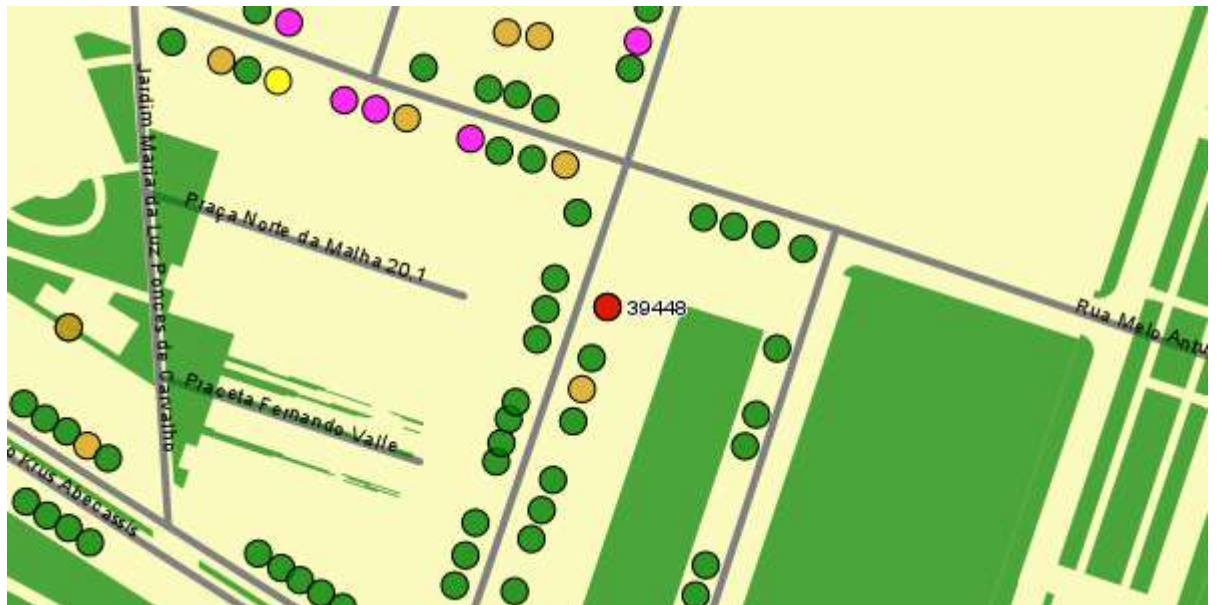 Jardim Maria da Luz Ponces de Carvalho
Praça Norte da Malha 20.1
39448
Rua Melo Antu
Praceta Fernando Valle
o Krus Abecassis